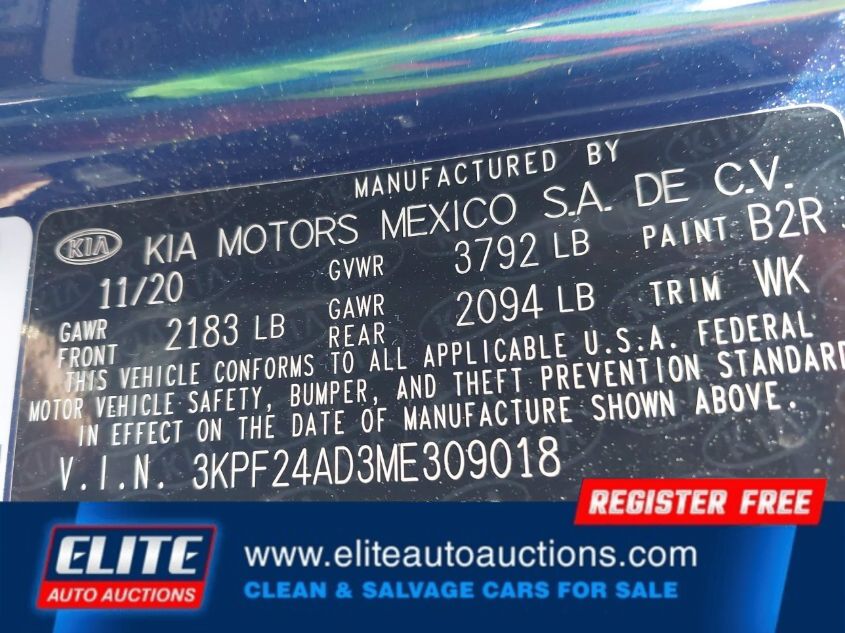 MANUFACTURED BY
KIA KIA MOTORS MEXICO S.A. DE C.V.
11/20 GVWR 3792 LB PAINT B2R
GAWR FRONT 2183 LB GAWR REAR 2094 LB TRIM WK
THIS VEHICLE CONFORMS TO ALL APPLICABLE U.S.A. FEDERAL
MOTOR VEHICLE SAFETY, BUMPER, AND THEFT PREVENTION STANDARD
IN EFFECT ON THE DATE OF MANUFACTURE SHOWN ABOVE.
V.I.N. 3KPF24AD3ME309018
REGISTER FREE
ELITE
AUTO AUCTIONS
www.eliteautoauctions.com
CLEAN & SALVAGE CARS FOR SALE